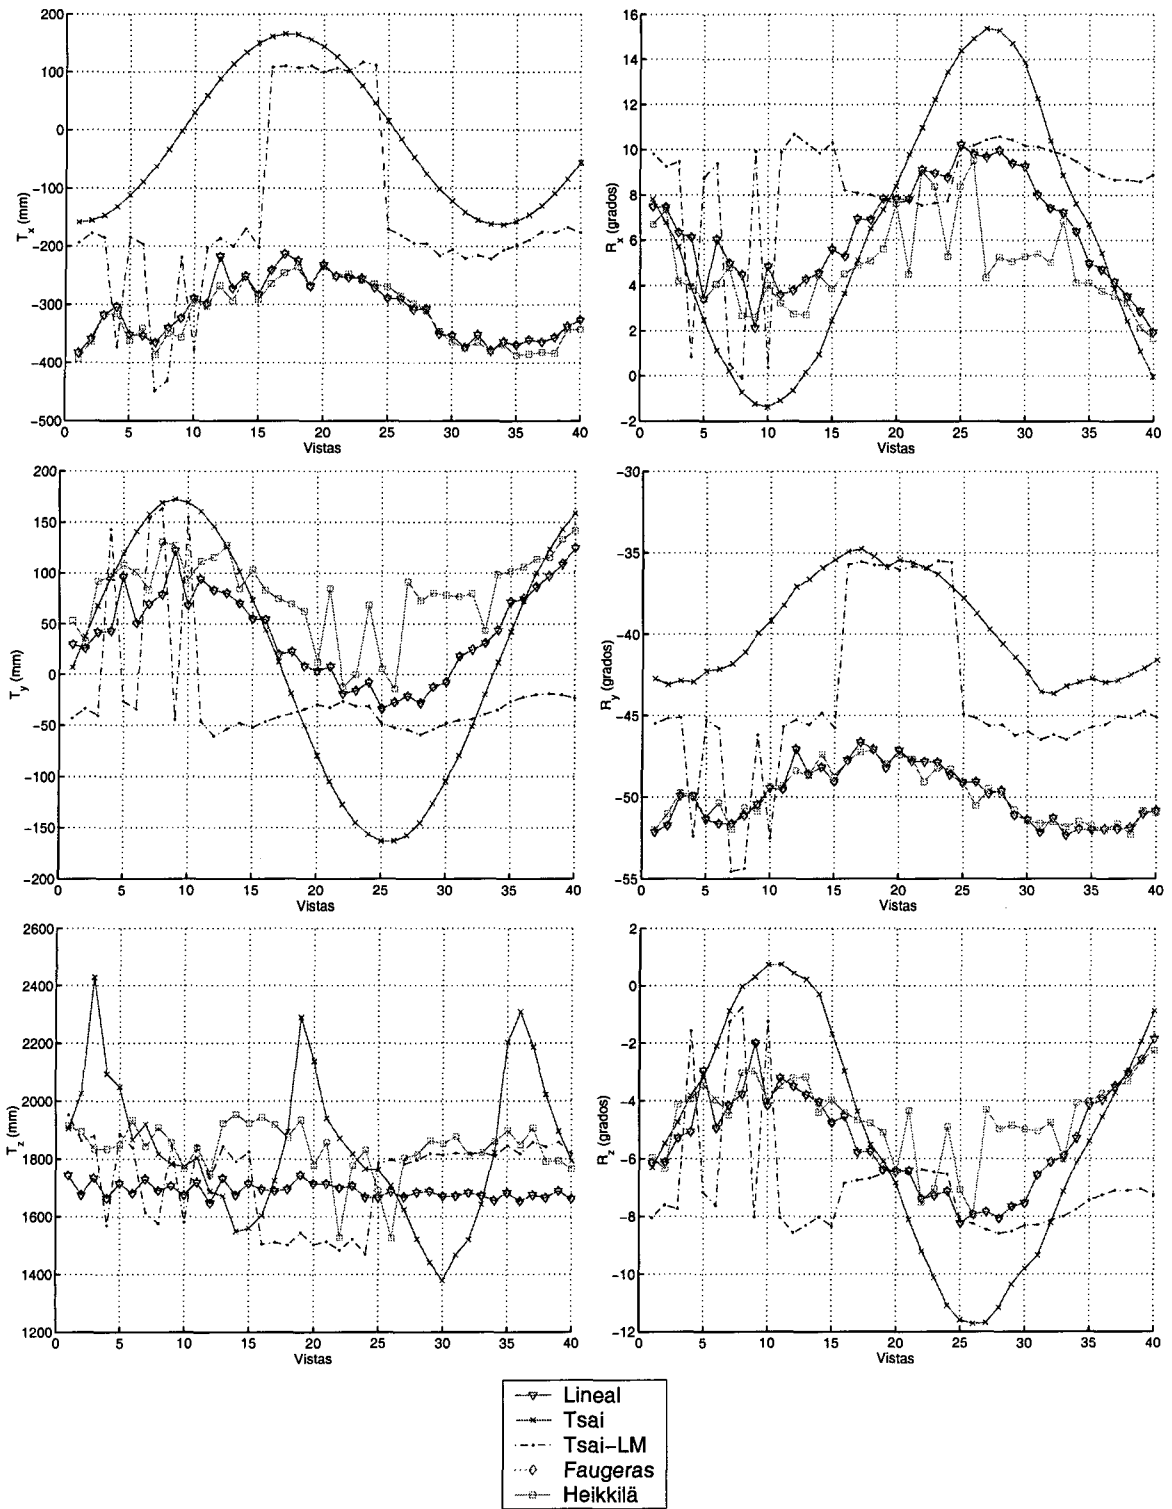 200
100
0
−100
−200
−300
−400
−500
0 5 10 15 20 25 30 35 40
Vistas
T_x (mm)
16
14
12
10
8
6
4
2
0
−2
0 5 10 15 20 25 30 35 40
Vistas
R_x (grados)
200
150
100
50
0
−50
−100
−150
−200
0 5 10 15 20 25 30 35 40
Vistas
T_y (mm)
−30
−35
−40
−45
−50
−55
0 5 10 15 20 25 30 35 40
Vistas
R_y (grados)
2600
2400
2200
2000
1800
1600
1400
1200
0 5 10 15 20 25 30 35 40
Vistas
T_z (mm)
2
0
−2
−4
−6
−8
−10
−12
0 5 10 15 20 25 30 35 40
Vistas
R_z (grados)
Lineal
Tsai
Tsai−LM
Faugeras
Heikkilä